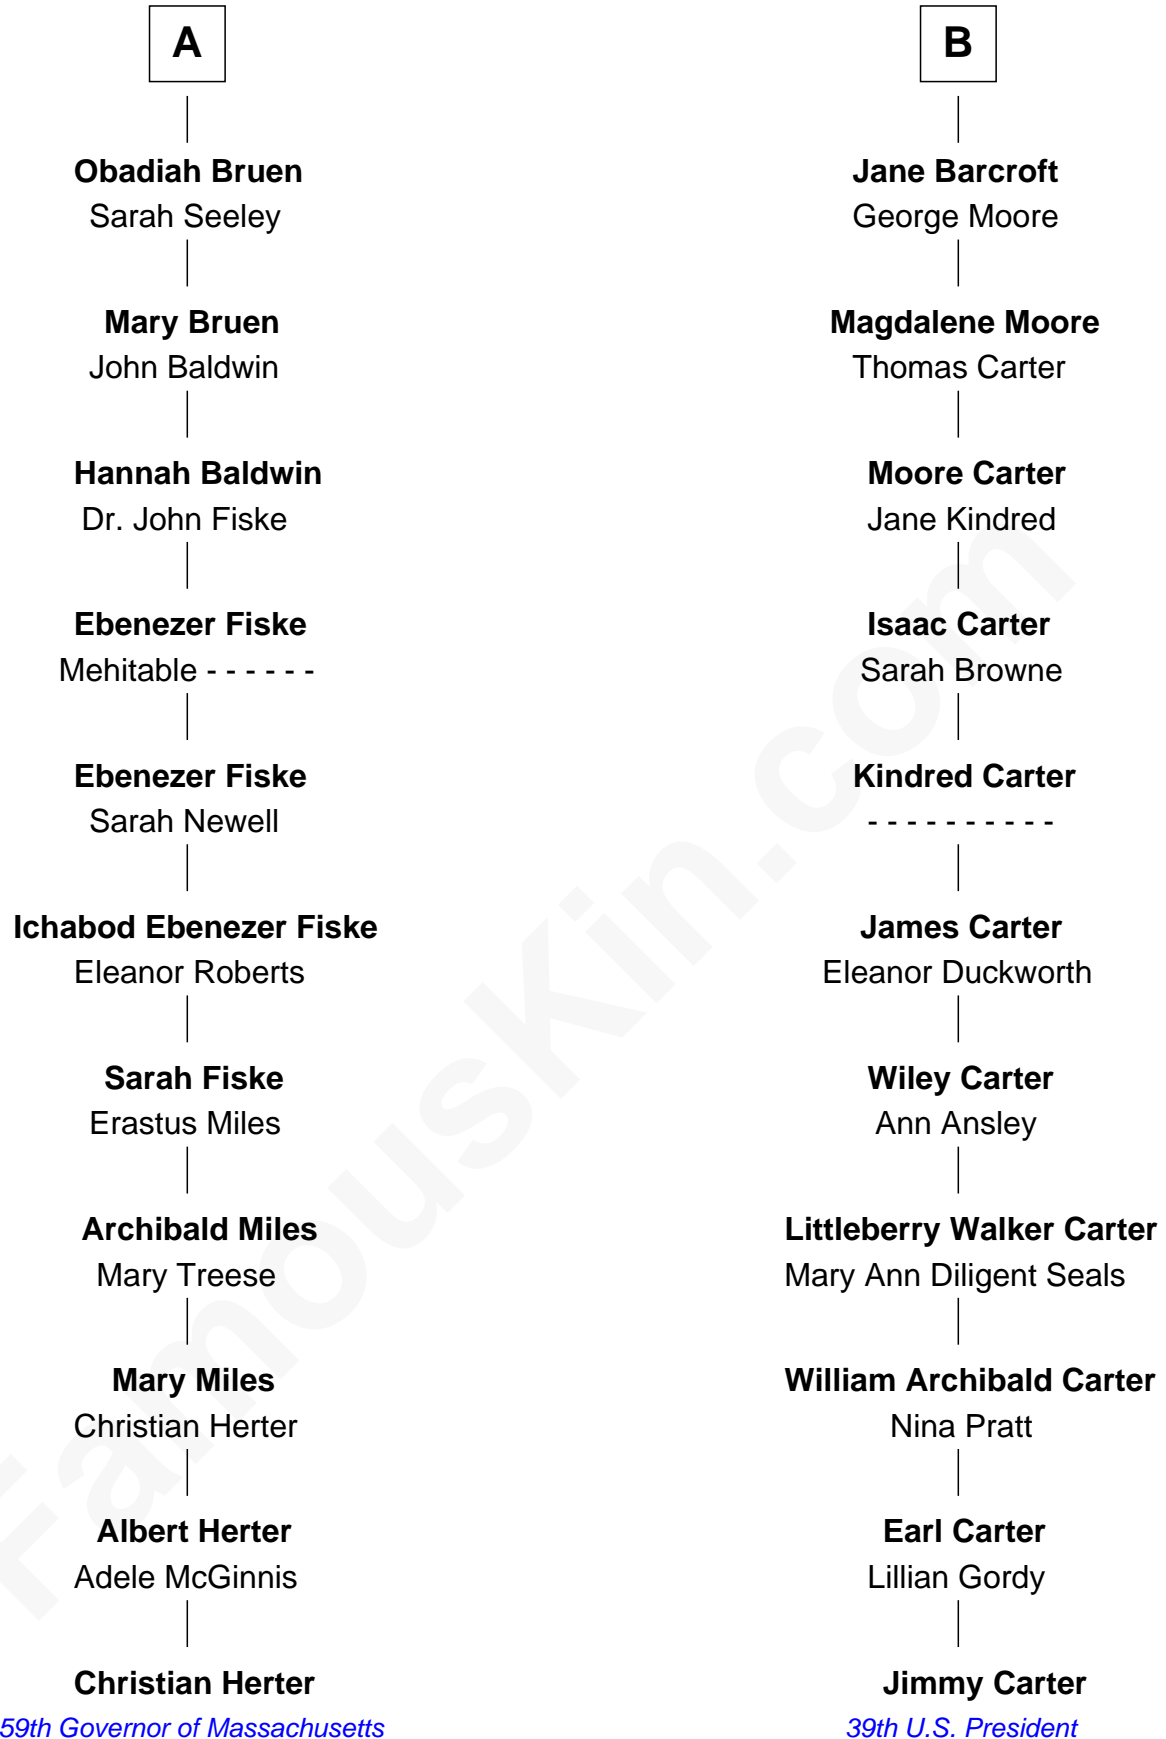 A
Obadiah Bruen
Sarah Seeley
Mary Bruen
John Baldwin
Hannah Baldwin
Dr. John Fiske
Ebenezer Fiske
Mehitable - - - - - -
Ebenezer Fiske
Sarah Newell
Ichabod Ebenezer Fiske
Eleanor Roberts
Sarah Fiske
Erastus Miles
Archibald Miles
Mary Treese
Mary Miles
Christian Herter
Albert Herter
Adele McGinnis
Christian Herter
59th Governor of Massachusetts
B
Jane Barcroft
George Moore
Magdalene Moore
Thomas Carter
Moore Carter
Jane Kindred
Isaac Carter
Sarah Browne
Kindred Carter
- - - - - - - - - -
James Carter
Eleanor Duckworth
Wiley Carter
Ann Ansley
Littleberry Walker Carter
Mary Ann Diligent Seals
William Archibald Carter
Nina Pratt
Earl Carter
Lillian Gordy
Jimmy Carter
39th U.S. President
FamousKin.com